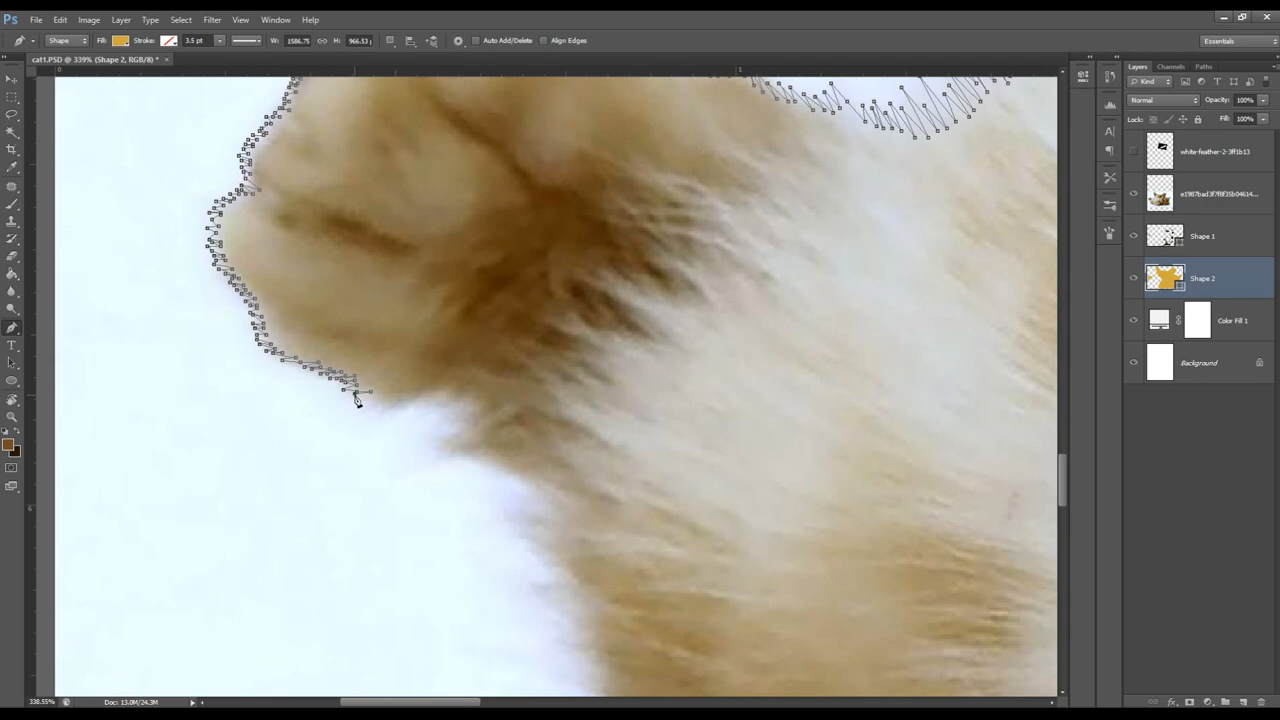 Ps File Edit Image Layer Type Select Filter View Window Help
Shape Fill: Stroke: 3.5 pt W: 1586.75 H: 966.53 Auto Add/Delete Align Edges Essentials
cat1.PSD @ 339% (Shape 2, RGB/8) * ×
0 1
Layers Channels Paths
Kind
Normal Opacity: 100%
Lock: Fill: 100%
white-feather-2-3ff1b13
Shape 1
Shape 2
Color Fill 1
Background
6
338.55% Doc: 13.0M/24.3M